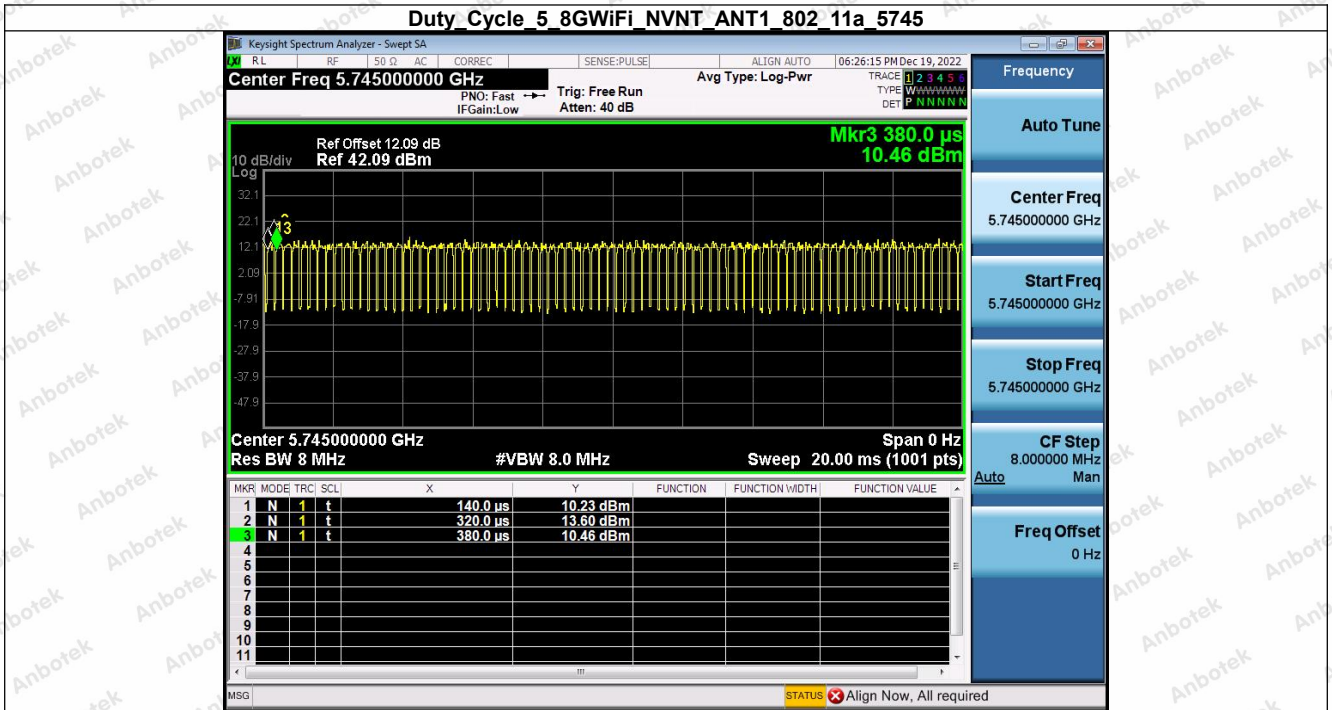 Duty_Cycle_5_8GWiFi_NVNT_ANT1_802_11a_5745
Keysight Spectrum Analyzer - Swept SA
LXI RL RF 50 Ω AC CORREC SENSE:PULSE ALIGN AUTO 06:26:15 PM Dec 19, 2022
Center Freq 5.745000000 GHz
PNO: Fast
IFGain:Low
Trig: Free Run
Atten: 40 dB
Avg Type: Log-Pwr
TRACE 1 2 3 4 5 6
TYPE W
DET P N N N N N
Frequency
Auto Tune
Center Freq
5.745000000 GHz
Start Freq
5.745000000 GHz
Stop Freq
5.745000000 GHz
CF Step
8.000000 MHz
Auto Man
Freq Offset
0 Hz
Mkr3 380.0 µs
10.46 dBm
Ref Offset 12.09 dB
10 dB/div Ref 42.09 dBm
Log
32.1
22.1
12.1
2.09
-7.91
-17.9
-27.9
-37.9
-47.9
Center 5.745000000 GHz Span 0 Hz
Res BW 8 MHz #VBW 8.0 MHz Sweep 20.00 ms (1001 pts)
MKR MODE TRC SCL X Y FUNCTION FUNCTION WIDTH FUNCTION VALUE
1 N 1 t 140.0 µs 10.23 dBm
2 N 1 t 320.0 µs 13.60 dBm
3 N 1 t 380.0 µs 10.46 dBm
4
5
6
7
8
9
10
11
MSG STATUS Align Now, All required
Anbotek